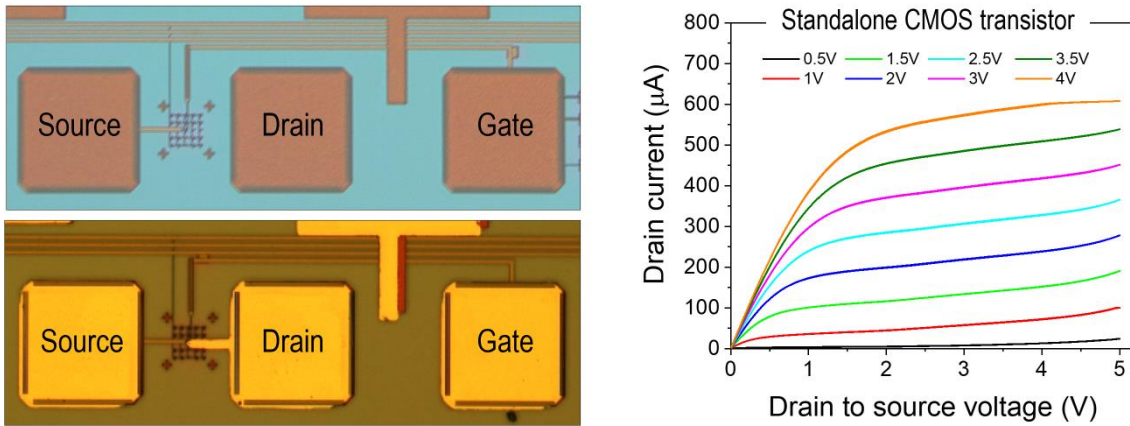 Source
Drain
Gate
Source
Drain
Gate
Standalone CMOS transistor
0.5V 1.5V 2.5V 3.5V
1V 2V 3V 4V
800
700
600
500
400
300
200
100
0
Drain current (μA)
0 1 2 3 4 5
Drain to source voltage (V)